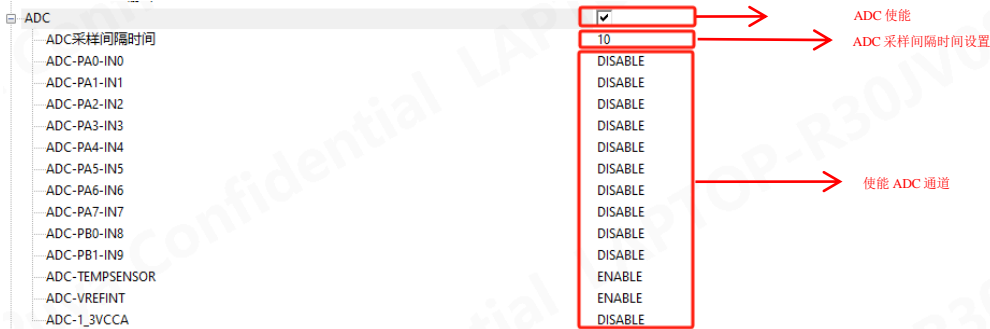 ADC ADC 使能
ADC采样间隔时间 10 ADC 采样间隔时间设置
ADC-PA0-IN0 DISABLE
ADC-PA1-IN1 DISABLE
ADC-PA2-IN2 DISABLE
ADC-PA3-IN3 DISABLE
ADC-PA4-IN4 DISABLE
ADC-PA5-IN5 DISABLE
ADC-PA6-IN6 DISABLE 使能 ADC 通道
ADC-PA7-IN7 DISABLE
ADC-PB0-IN8 DISABLE
ADC-PB1-IN9 DISABLE
ADC-TEMPSENSOR ENABLE
ADC-VREFINT ENABLE
ADC-1_3VCCA DISABLE
Confidential LAPTOP-R30JV0